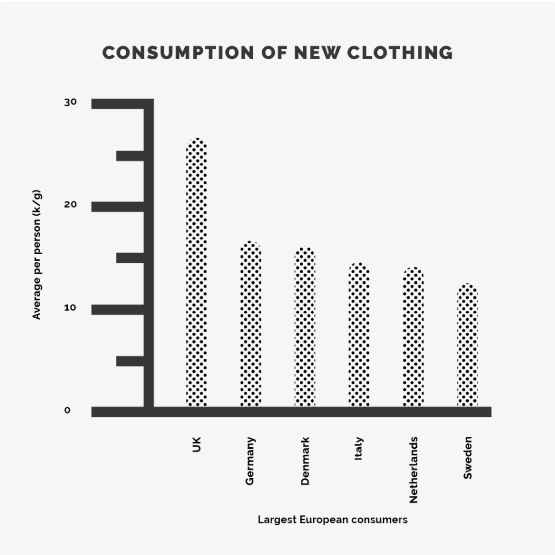 CONSUMPTION OF NEW CLOTHING
30
20
10
0
Average per person (k/g)
UK
Germany
Denmark
Italy
Netherlands
Sweden
Largest European consumers